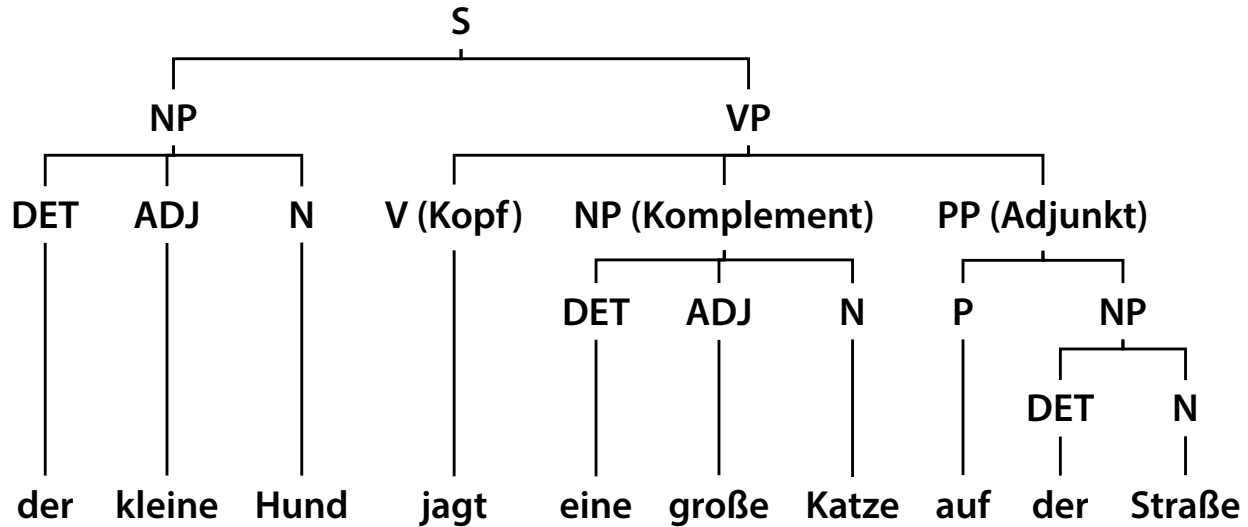 S
NP VP
DET ADJ N V (Kopf) NP (Komplement) PP (Adjunkt)
DET ADJ N P NP
DET N
der kleine Hund jagt eine große Katze auf der Straße